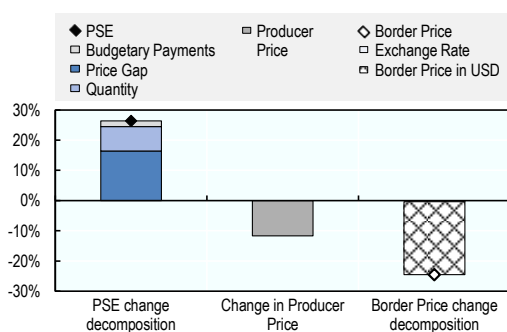 PSE
Budgetary Payments
Price Gap
Quantity
Producer
Price
Border Price
Exchange Rate
Border Price in USD
30%
20%
10%
0%
-10%
-20%
-30%
PSE change
decomposition
Change in Producer
Price
Border Price change
decomposition